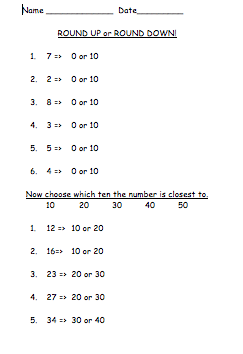 Name ______________ Date__________
ROUND UP or ROUND DOWN!
1. 7 => 0 or 10
2. 2 => 0 or 10
3. 8 => 0 or 10
4. 3 => 0 or 10
5. 5 => 0 or 10
6. 4 => 0 or 10
Now choose which ten the number is closest to.
10 20 30 40 50
1. 12 => 10 or 20
2. 16=> 10 or 20
3. 23 => 20 or 30
4. 27 => 20 or 30
5. 34 => 30 or 40